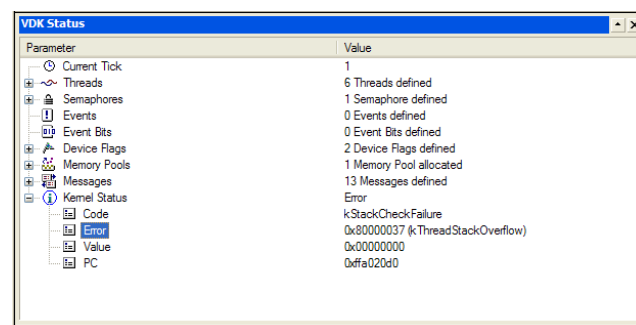 VDK Status
Parameter Value
Current Tick 1
Threads 6 Threads defined
Semaphores 1 Semaphore defined
Events 0 Events defined
Event Bits 0 Event Bits defined
Device Flags 2 Device Flags defined
Memory Pools 1 Memory Pool allocated
Messages 13 Messages defined
Kernel Status Error
Code kStackCheckFailure
Error 0x80000037 (kThreadStackOverflow)
Value 0x00000000
PC 0xffa020d0